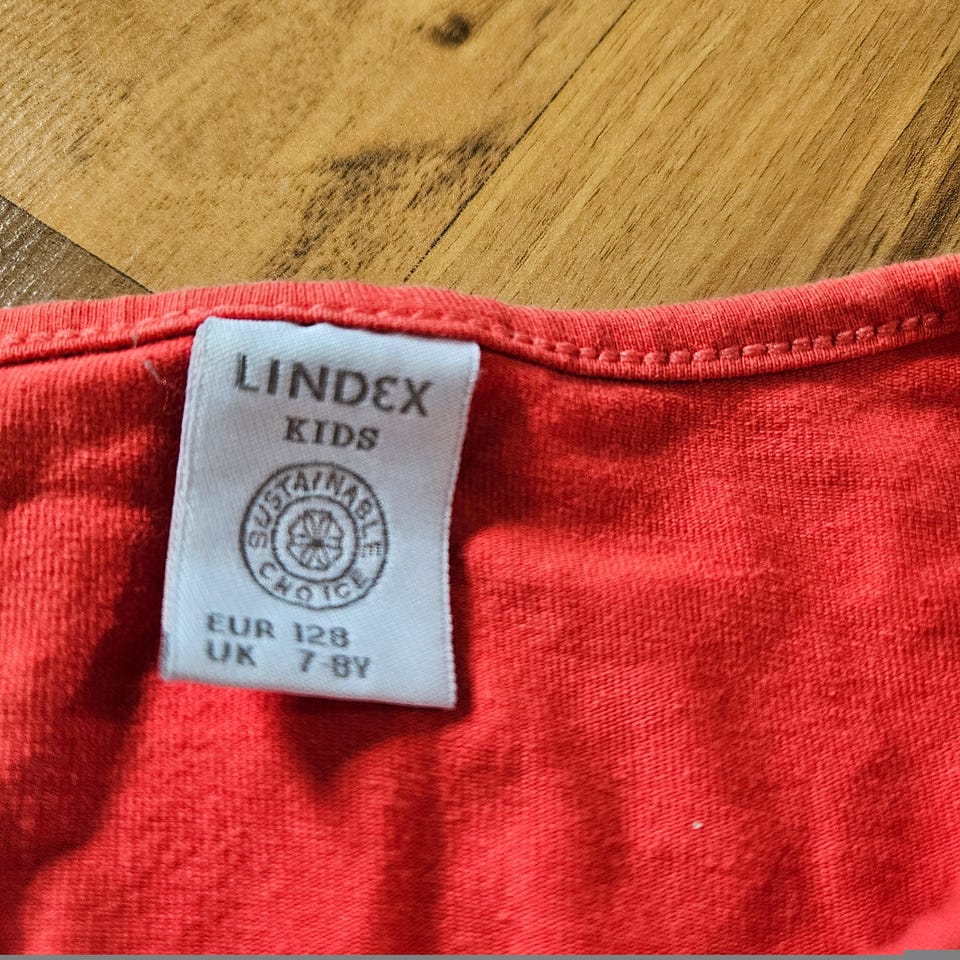 LINDEX
KIDS
SUSTAINABLE
CHOICE
EUR 128
UK 7-8Y